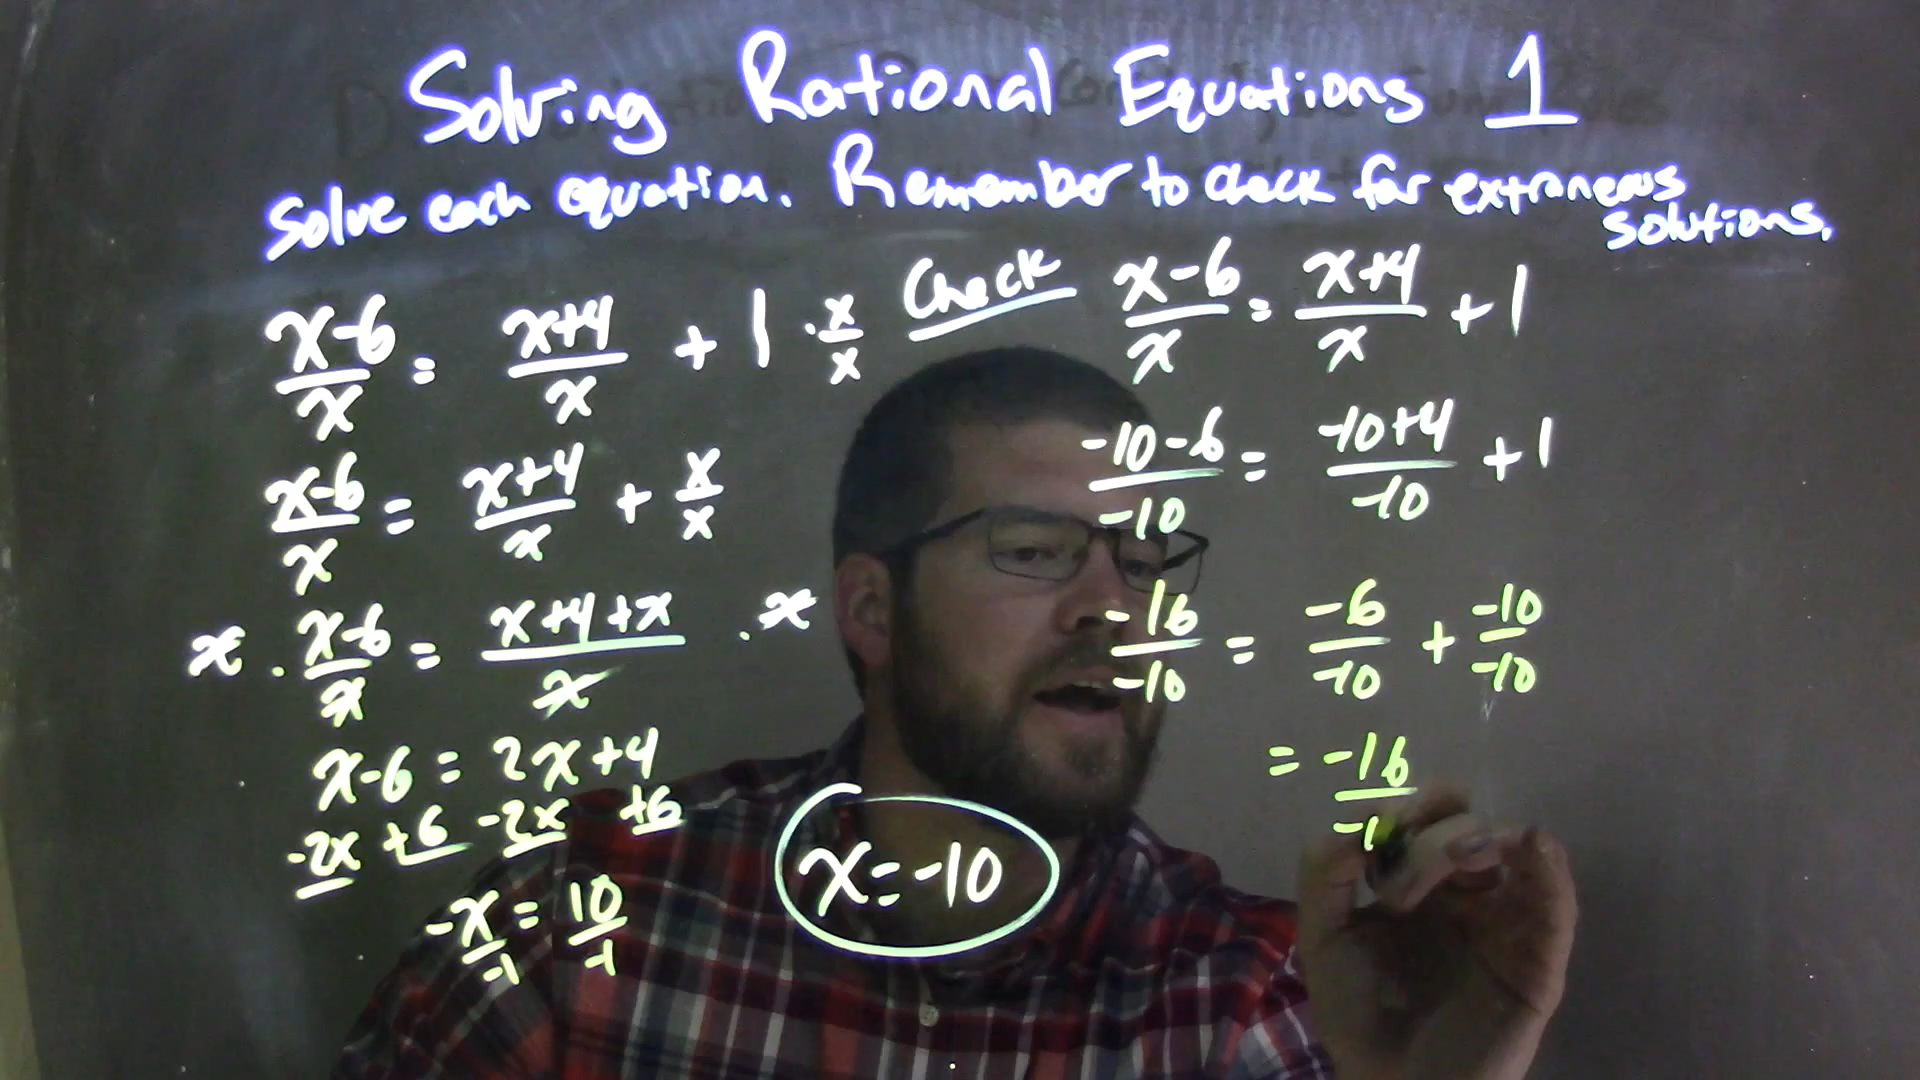 Solving Rational Equations 1
Solve each equation. Remember to check for extraneous solutions.
x-6/x = x+4/x + 1 · x/x
x-6/x = x+4/x + x/x
x · x-6/x = x+4+x/x · x
x-6 = 2x+4
-2x +6 -2x +6
-x/-1 = 10/-1
x = -10
Check
x-6/x = x+4/x + 1
-10-6/-10 = -10+4/-10 + 1
-16/-10 = -6/-10 + -10/-10
= -16/-1